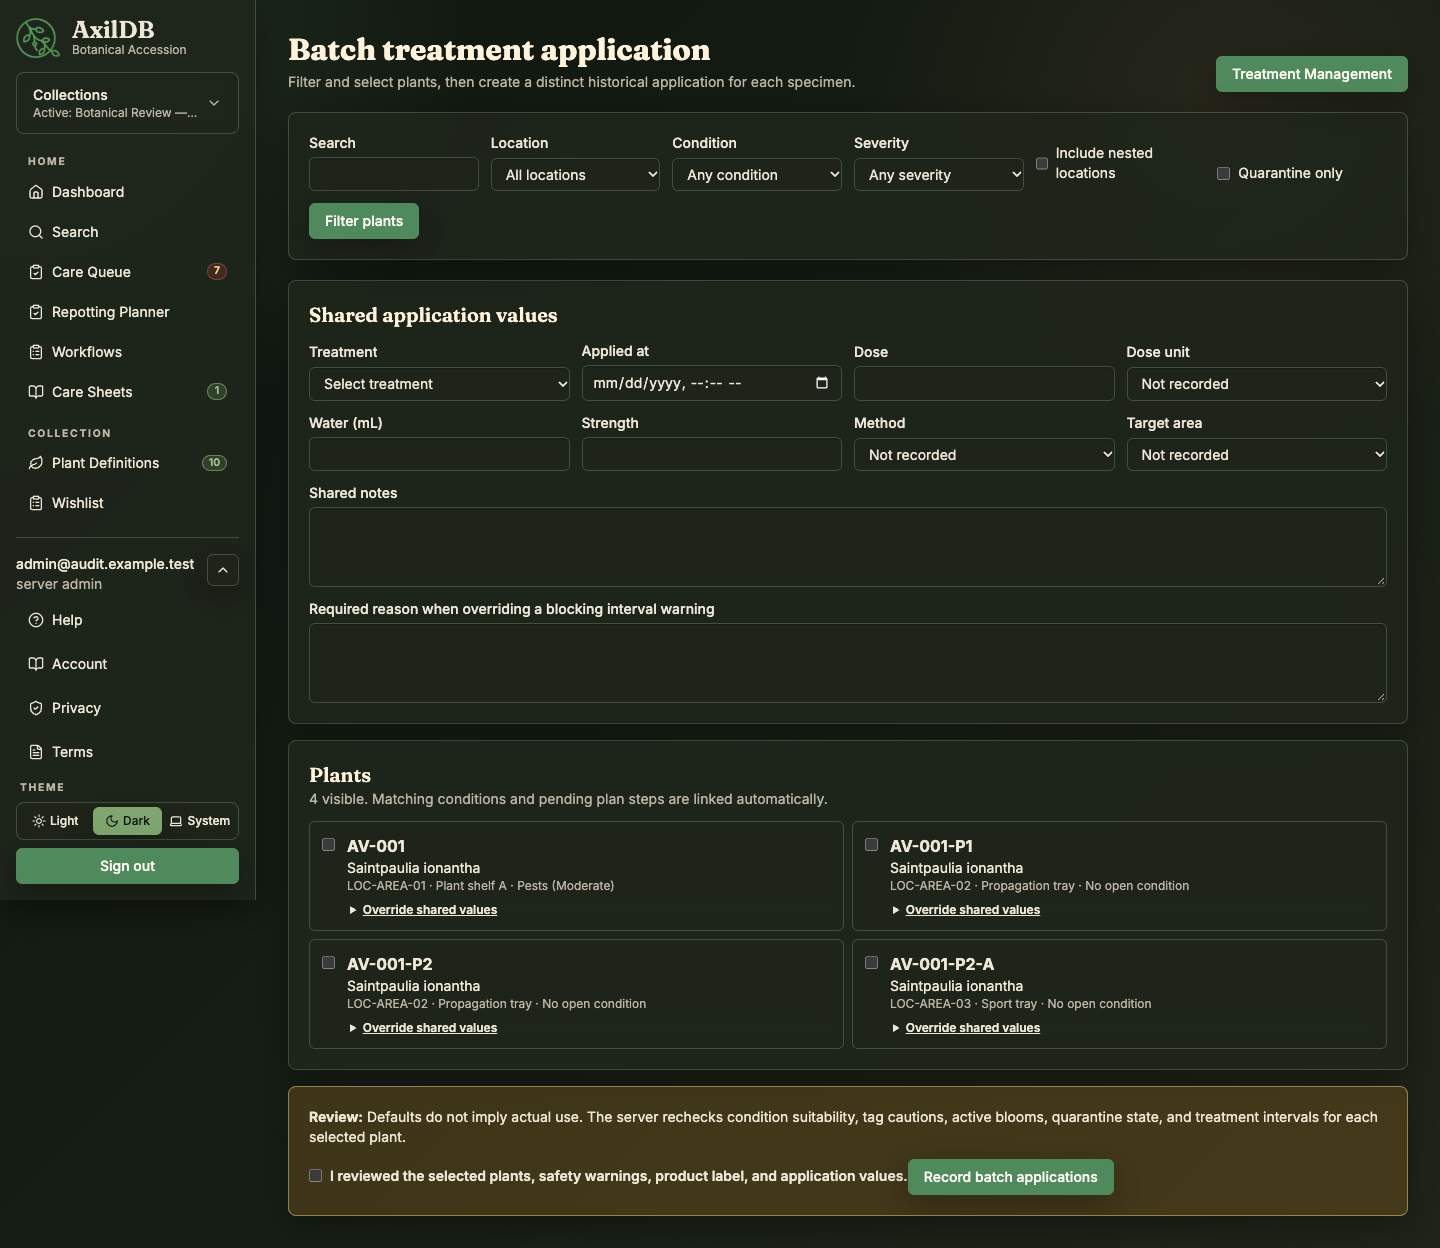 AxilDB
Botanical Accession
Collections
Active: Botanical Review —...
HOME
Dashboard
Search
Care Queue 7
Repotting Planner
Workflows
Care Sheets 1
COLLECTION
Plant Definitions 10
Wishlist
admin@audit.example.test
server admin
Help
Account
Privacy
Terms
THEME
Light Dark System
Sign out
Batch treatment application
Filter and select plants, then create a distinct historical application for each specimen.
Treatment Management
Search Location Condition Severity
All locations Any condition Any severity
Include nested
locations
Quarantine only
Filter plants
Shared application values
Treatment Applied at Dose Dose unit
Select treatment mm/dd/yyyy, --:-- -- Not recorded
Water (mL) Strength Method Target area
Not recorded Not recorded
Shared notes
Required reason when overriding a blocking interval warning
Plants
4 visible. Matching conditions and pending plan steps are linked automatically.
AV-001
Saintpaulia ionantha
LOC-AREA-01 · Plant shelf A · Pests (Moderate)
Override shared values
AV-001-P1
Saintpaulia ionantha
LOC-AREA-02 · Propagation tray · No open condition
Override shared values
AV-001-P2
Saintpaulia ionantha
LOC-AREA-02 · Propagation tray · No open condition
Override shared values
AV-001-P2-A
Saintpaulia ionantha
LOC-AREA-03 · Sport tray · No open condition
Override shared values
Review: Defaults do not imply actual use. The server rechecks condition suitability, tag cautions, active blooms, quarantine state, and treatment intervals for each
selected plant.
I reviewed the selected plants, safety warnings, product label, and application values.
Record batch applications